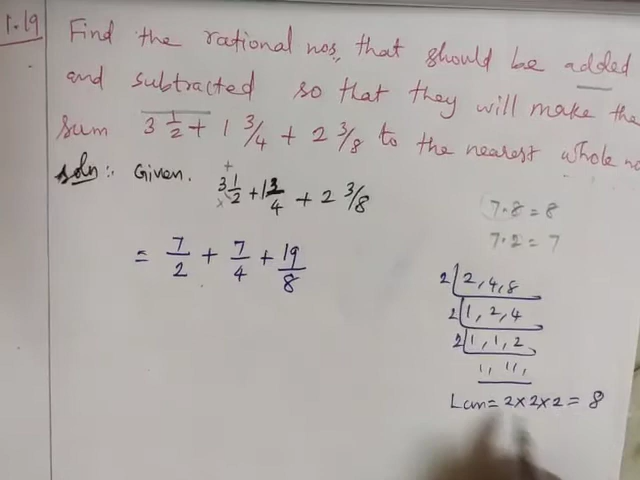 1.19 Find the rational nos, that should be added
and subtracted so that they will make the
sum 3 1/2 + 1 3/4 + 2 3/8 to the nearest whole no
soln:: Given. 3 1/2 + 1 3/4 + 2 3/8
= 7/2 + 7/4 + 19/8
7.8 = 8
7.2 = 7
2 | 2, 4, 8
2 | 1, 2, 4
2 | 1, 1, 2
1, 1, 1,
Lcm = 2 x 2 x 2 = 8